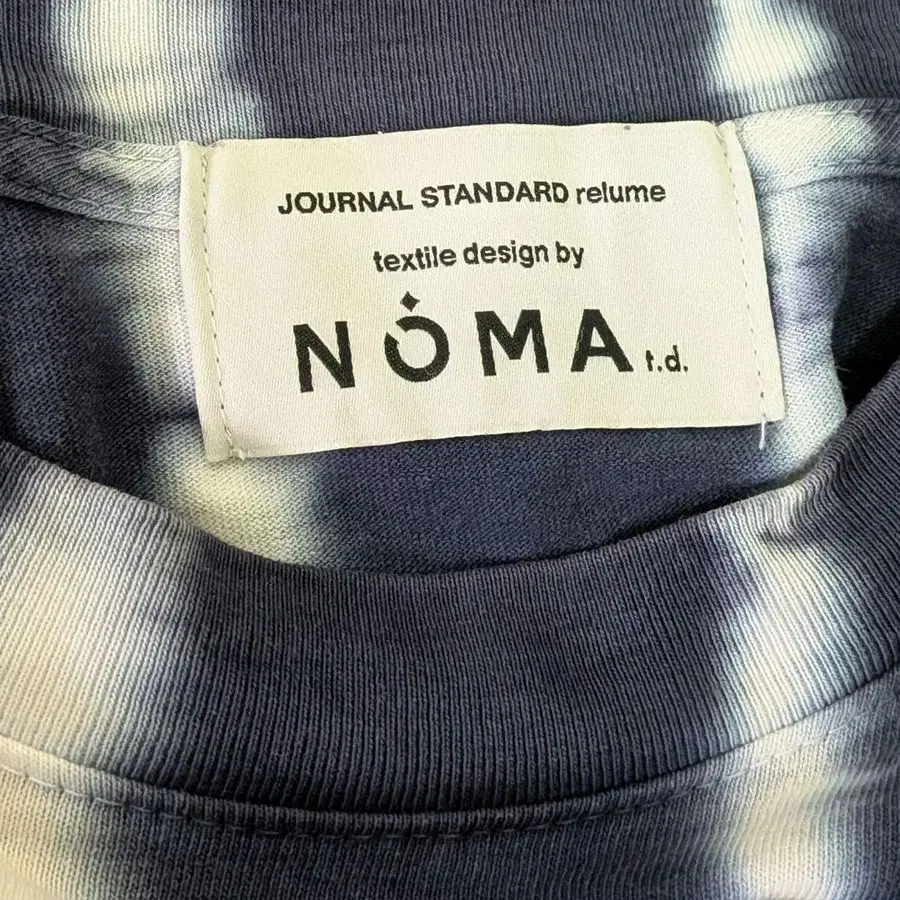 JOURNAL STANDARD relume
textile design by
NOMA t.d.